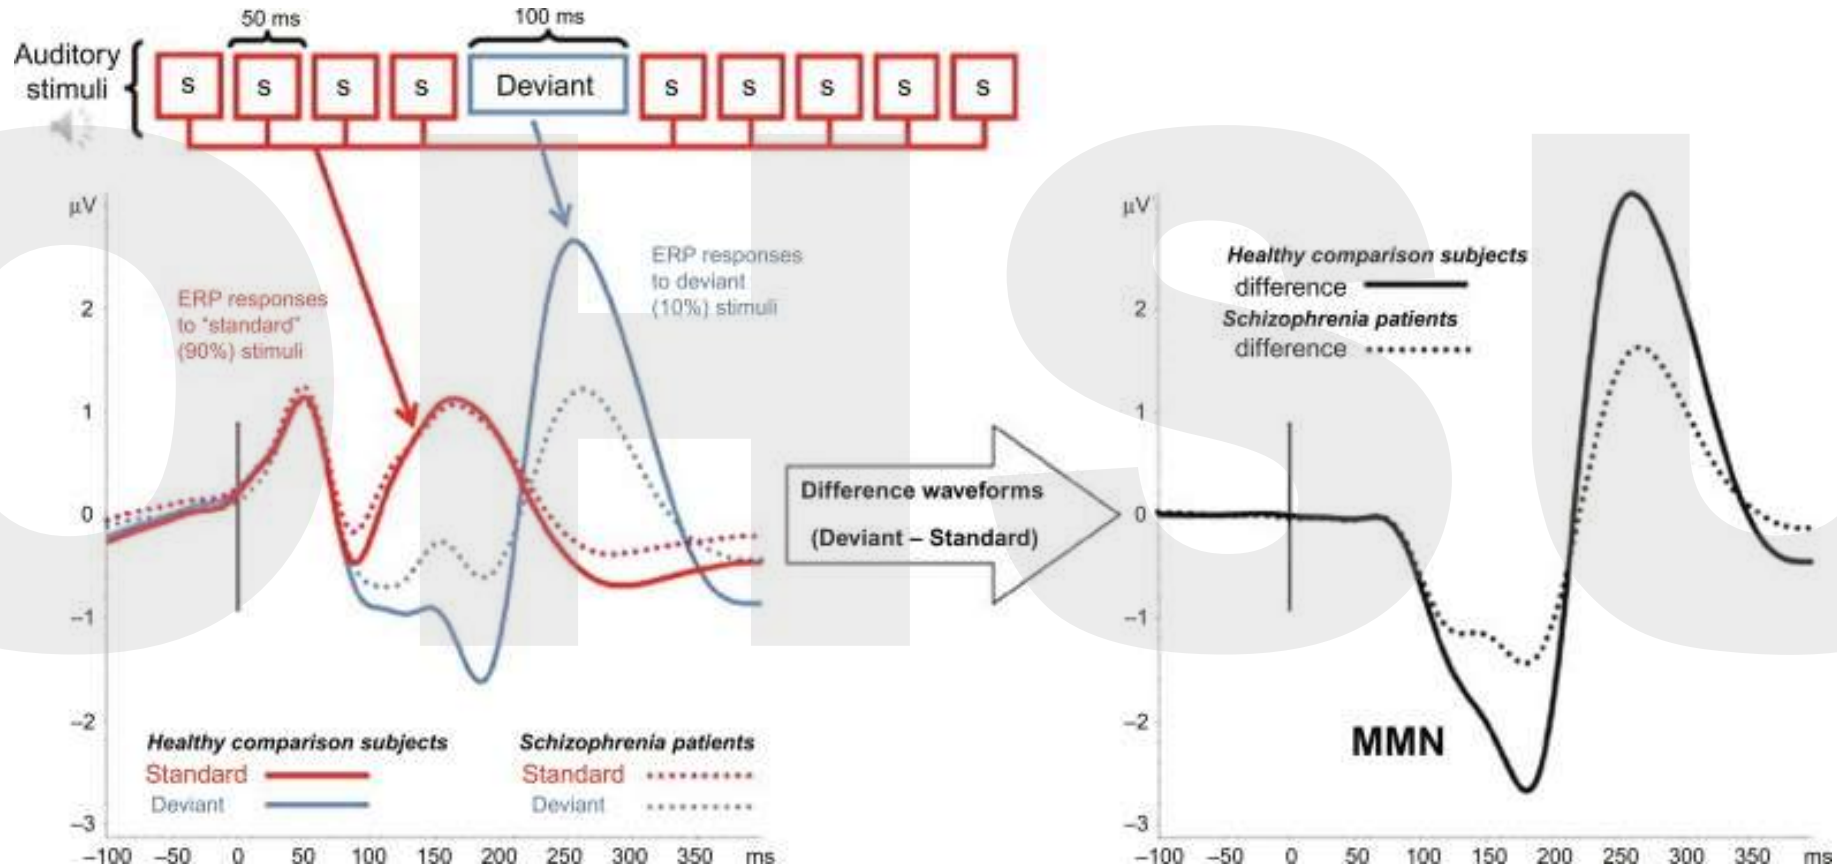 50 ms
100 ms
Auditory
stimuli
s s s s Deviant s s s s s
µV
2
1
0
–1
–2
–3
ERP responses
to "standard"
(90%) stimuli
ERP responses
to deviant
(10%) stimuli
Healthy comparison subjects
Standard
Deviant
Schizophrenia patients
Standard
Deviant
–100 –50 0 50 100 150 200 250 300 350 ms
Difference waveforms
(Deviant – Standard)
µV
2
1
0
–1
–2
–3
Healthy comparison subjects
difference
Schizophrenia patients
difference
MMN
–100 –50 0 50 100 150 200 250 300 350 ms
OHSU